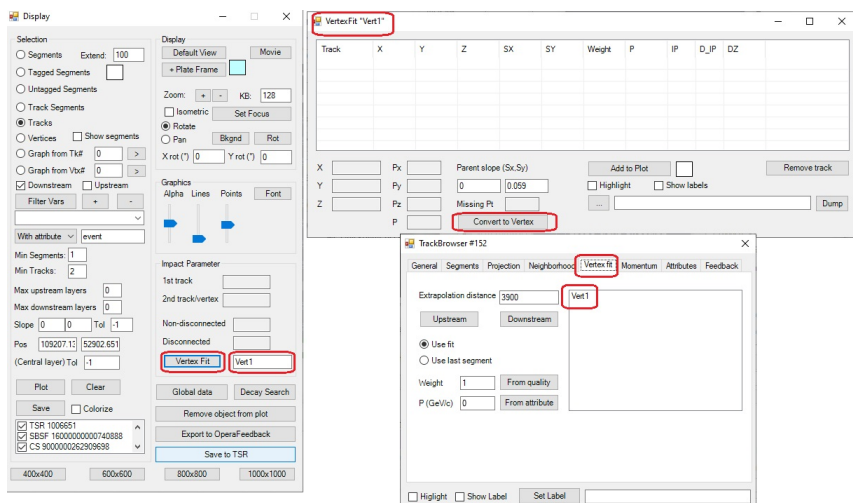 Display
Selection
Segments Extend: 100
Tagged Segments
Untagged Segments
Track Segments
Tracks
Vertices Show segments
Graph from Tk# 0 >
Graph from Vtx# 0 >
Downstream Upstream
Filter Vars + -
With attribute event
Min Segments: 1
Min Tracks: 2
Max upstream layers 0
Max downstream layers 0
Slope 0 0 Tol -1
Pos 109207.13 52902.651
(Central layer) Tol -1
Plot Clear
Save Colorize
TSR 1006651
SBSF 16000000000740888
CS 9000000262909698
400x400 600x600 800x800 1000x1000
Display
Default View Movie
+ Plate Frame
Zoom: + - KB: 128
Isometric Set Focus
Rotate
Pan Bkgnd Rot
X rot (°) 0 Y rot (°) 0
Graphics
Alpha Lines Points Font
Impact Parameter
1st track
2nd track/vertex
Non-disconnected
Disconnected
Vertex Fit Vert1
Global data Decay Search
Remove object from plot
Export to OperaFeedback
Save to TSR
VertexFit "Vert1"
Track X Y Z SX SY Weight P IP D_IP DZ
X Px Parent slope (Sx,Sy) Add to Plot Remove track
Y Py 0 0.059 Highlight Show labels
Z Pz Missing Pt ... Dump
P Convert to Vertex
TrackBrowser #152
General Segments Projection Neighborhood Vertex fit Momentum Attributes Feedback
Extrapolation distance 3900 Vert1
Upstream Downstream
Use fit
Use last segment
Weight 1 From quality
P (GeV/c) 0 From attribute
Higlight Show Label Set Label